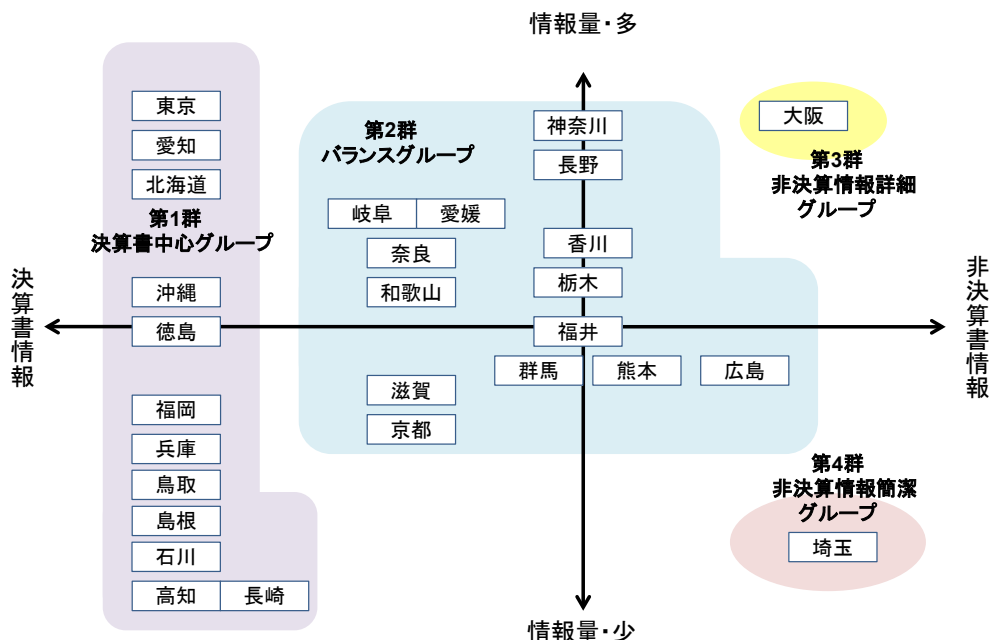 情報量・多
第1群
決算書中心グループ
東京
愛知
北海道
沖縄
徳島
福岡
兵庫
鳥取
島根
石川
高知
長崎
第2群
バランスグループ
神奈川
長野
岐阜
愛媛
香川
奈良
栃木
和歌山
福井
群馬
熊本
広島
滋賀
京都
大阪
第3群
非決算情報詳細
グループ
第4群
非決算情報簡潔
グループ
埼玉
決算書情報
非決算書情報
情報量・少